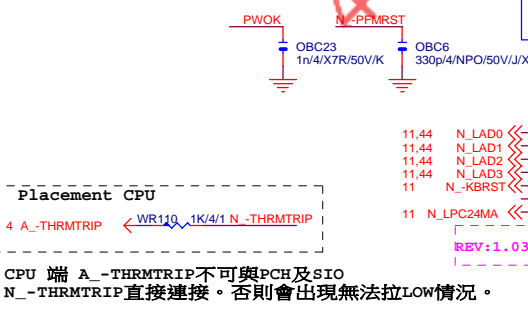 PWOK
N_-PFMRST
OBC23
1n/4/X7R/50V/K
OBC6
330p/4/NPO/50V/J/X
11,44 N_LAD0
11,44 N_LAD1
11,44 N_LAD2
11,44 N_LAD3
11 N_-KBRST
11 N_LPC24MA
REV:1.03
Placement CPU
4 A_-THRMTRIP WR110 1K/4/1 N_-THRMTRIP
CPU 端 A_-THRMTRIP不可與PCH及SIO
N_-THRMTRIP直接連接。否則會出現無法拉LOW情況。